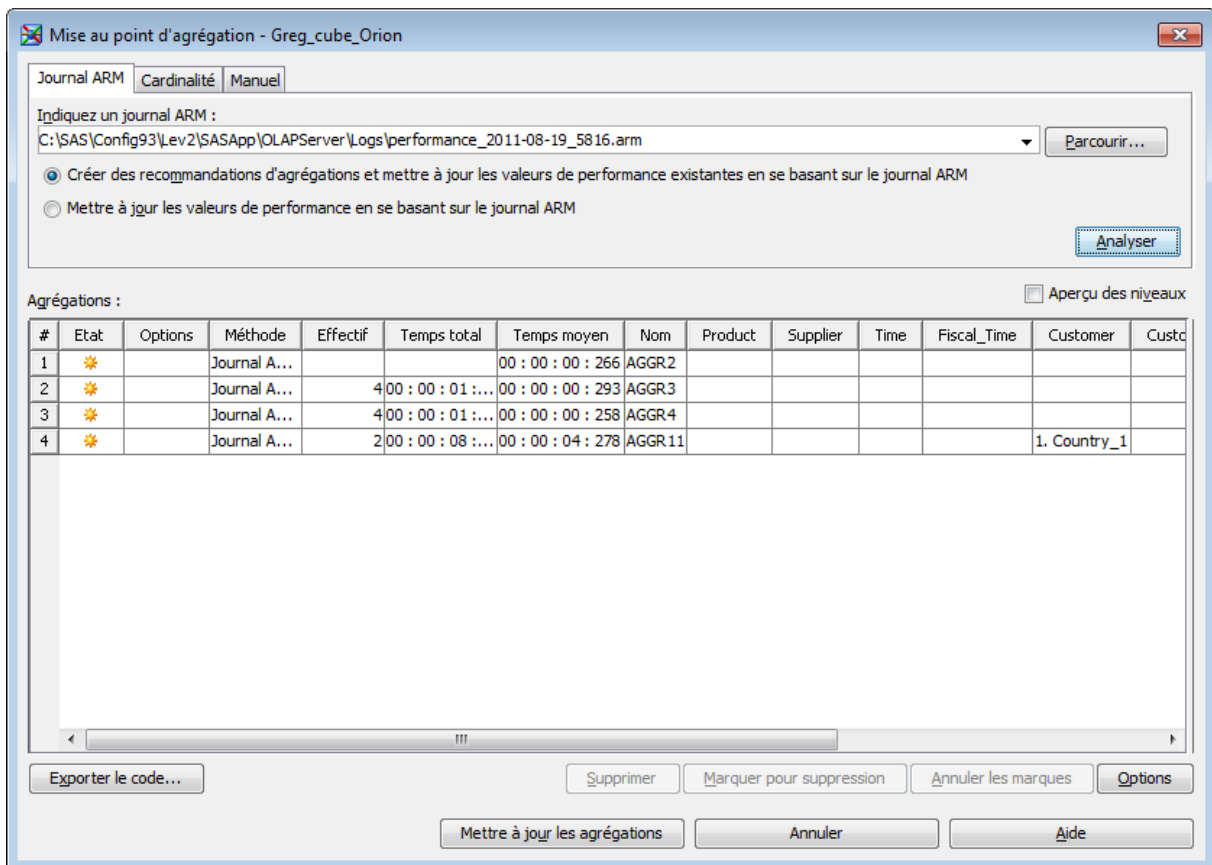 Mise au point d'agrégation - Greg_cube_Orion
Journal ARM Cardinalité Manuel
Indiquez un journal ARM :
C:\SAS\Config93\Lev2\SASApp\OLAPServer\Logs\performance_2011-08-19_5816.arm Parcourir...
Créer des recommandations d'agrégations et mettre à jour les valeurs de performance existantes en se basant sur le journal ARM
Mettre à jour les valeurs de performance en se basant sur le journal ARM
Analyser
Agrégations : Aperçu des niveaux
# Etat Options Méthode Effectif Temps total Temps moyen Nom Product Supplier Time Fiscal_Time Customer Custo
1 Journal A... 00 : 00 : 00 : 266 AGGR2
2 Journal A... 4 00 : 00 : 01 :... 00 : 00 : 00 : 293 AGGR3
3 Journal A... 4 00 : 00 : 01 :... 00 : 00 : 00 : 258 AGGR4
4 Journal A... 2 00 : 00 : 08 :... 00 : 00 : 04 : 278 AGGR11 1. Country_1
Exporter le code... Supprimer Marquer pour suppression Annuler les marques Options
Mettre à jour les agrégations Annuler Aide